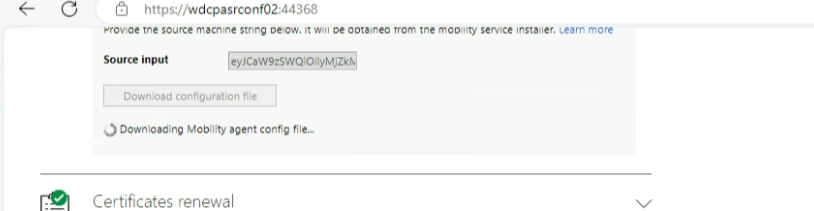 https://wdcpasrconf02:44368
Provide the source machine string below. It will be obtained from the mobility service installer. Learn more
Source input
eyJCaW9zSWQiOiIyMjZkN
Download configuration file
Downloading Mobility agent config file...
Certificates renewal